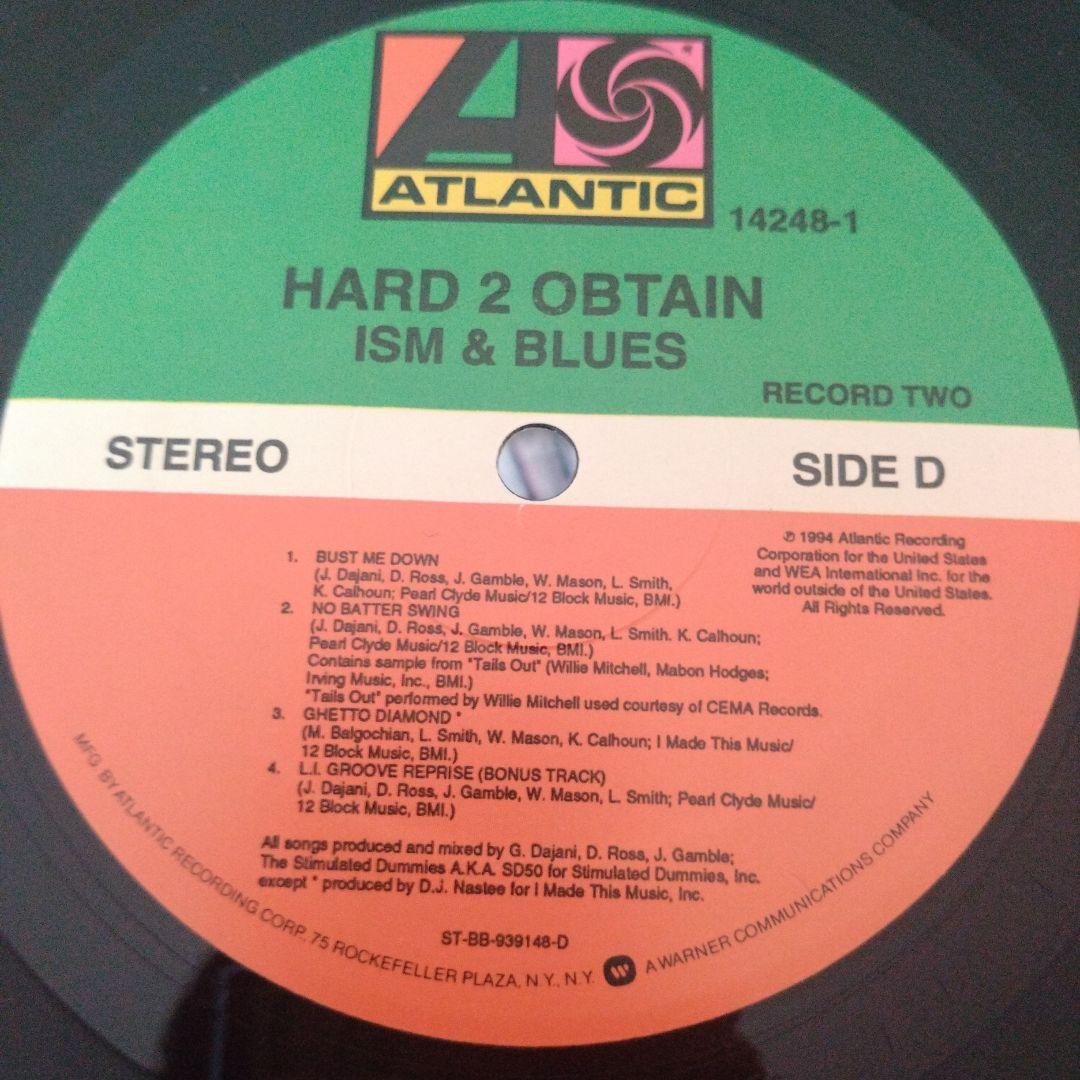 ATLANTIC
14248-1
HARD 2 OBTAIN
ISM & BLUES
RECORD TWO
STEREO
SIDE D
℗ 1994 Atlantic Recording
Corporation for the United States
and WEA International Inc. for the
world outside of the United States.
All Rights Reserved.
1. BUST ME DOWN
(J. Dajani, D. Ross, J. Gamble, W. Mason, L. Smith,
K. Calhoun; Pearl Clyde Music/12 Block Music, BMI.)
2. NO BATTER SWING
(J. Dajani, D. Ross, J. Gamble, W. Mason, L. Smith. K. Calhoun;
Pearl Clyde Music/12 Block Music, BMI.)
Contains sample from "Tails Out" (Willie Mitchell, Mabon Hodges;
Irving Music, Inc., BMI.)
"Tails Out" performed by Willie Mitchell used courtesy of CEMA Records.
3. GHETTO DIAMOND *
(M. Balgochian, L. Smith, W. Mason, K. Calhoun; I Made This Music/
12 Block Music, BMI.)
4. L.I. GROOVE REPRISE (BONUS TRACK)
(J. Dajani, D. Ross, J. Gamble, W. Mason, L. Smith; Pearl Clyde Music/
12 Block Music, BMI.)
All songs produced and mixed by G. Dajani, D. Ross, J. Gamble;
The Stimulated Dummies A.K.A. SD50 for Stimulated Dummies, Inc.
except * produced by D.J. Nastee for I Made This Music, Inc.
ST-BB-939148-D
MFG. BY ATLANTIC RECORDING CORP., 75 ROCKEFELLER PLAZA, N.Y., N.Y. A WARNER COMMUNICATIONS COMPANY